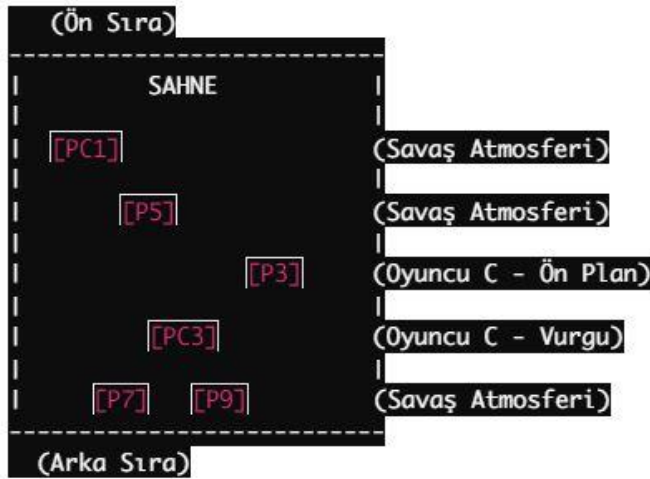 (Ön Sıra)
SAHNE
[PC1] (Savaş Atmosferi)
[P5] (Savaş Atmosferi)
[P3] (Oyuncu C - Ön Plan)
[PC3] (Oyuncu C - Vurgu)
[P7] [P9] (Savaş Atmosferi)
(Arka Sıra)